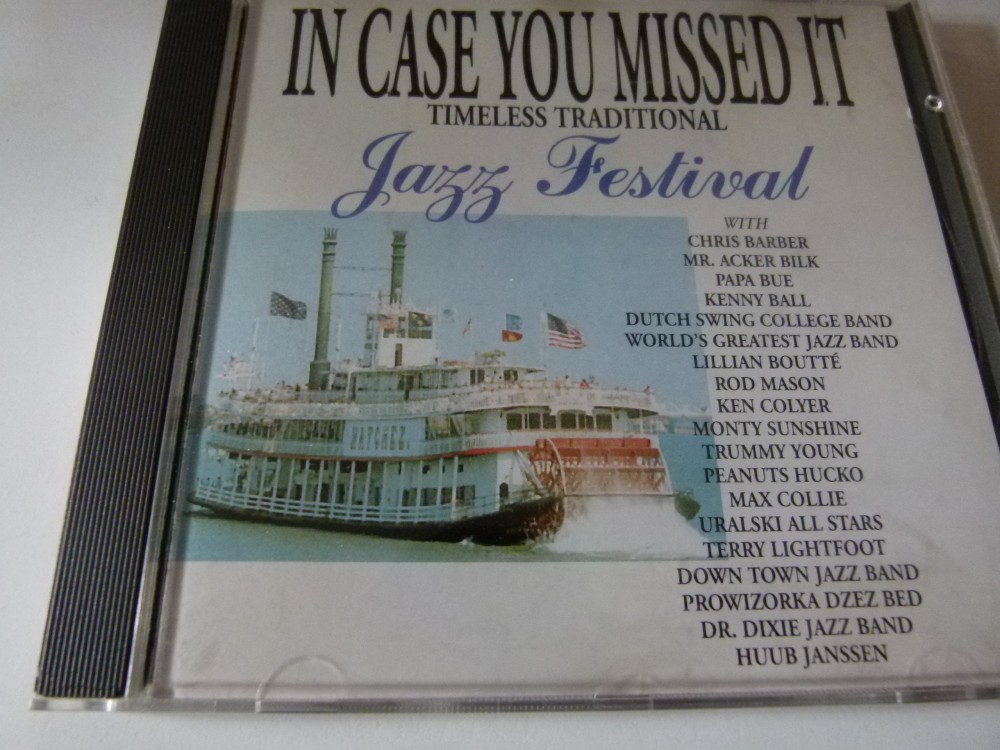 IN CASE YOU MISSED IT
TIMELESS TRADITIONAL
Jazz Festival
WITH
CHRIS BARBER
MR. ACKER BILK
PAPA BUE
KENNY BALL
DUTCH SWING COLLEGE BAND
WORLD'S GREATEST JAZZ BAND
LILLIAN BOUTTÉ
ROD MASON
KEN COLYER
MONTY SUNSHINE
TRUMMY YOUNG
PEANUTS HUCKO
MAX COLLIE
URALSKI ALL STARS
TERRY LIGHTFOOT
DOWN TOWN JAZZ BAND
PROWIZORKA DZEZ BED
DR. DIXIE JAZZ BAND
HUUB JANSSEN